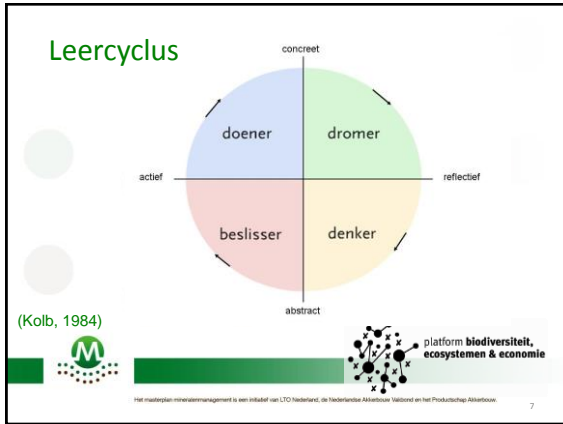 Leercyclus
concreet
doener
dromer
actief
reflectief
beslisser
denker
abstract
(Kolb, 1984)
M
platform biodiversiteit,
ecosystemen & economie
Het masterplan mineralenmanagement is een initiatief van LTO Nederland, de Nederlandse Akkerbouw Vakbond en het Productschap Akkerbouw.
7